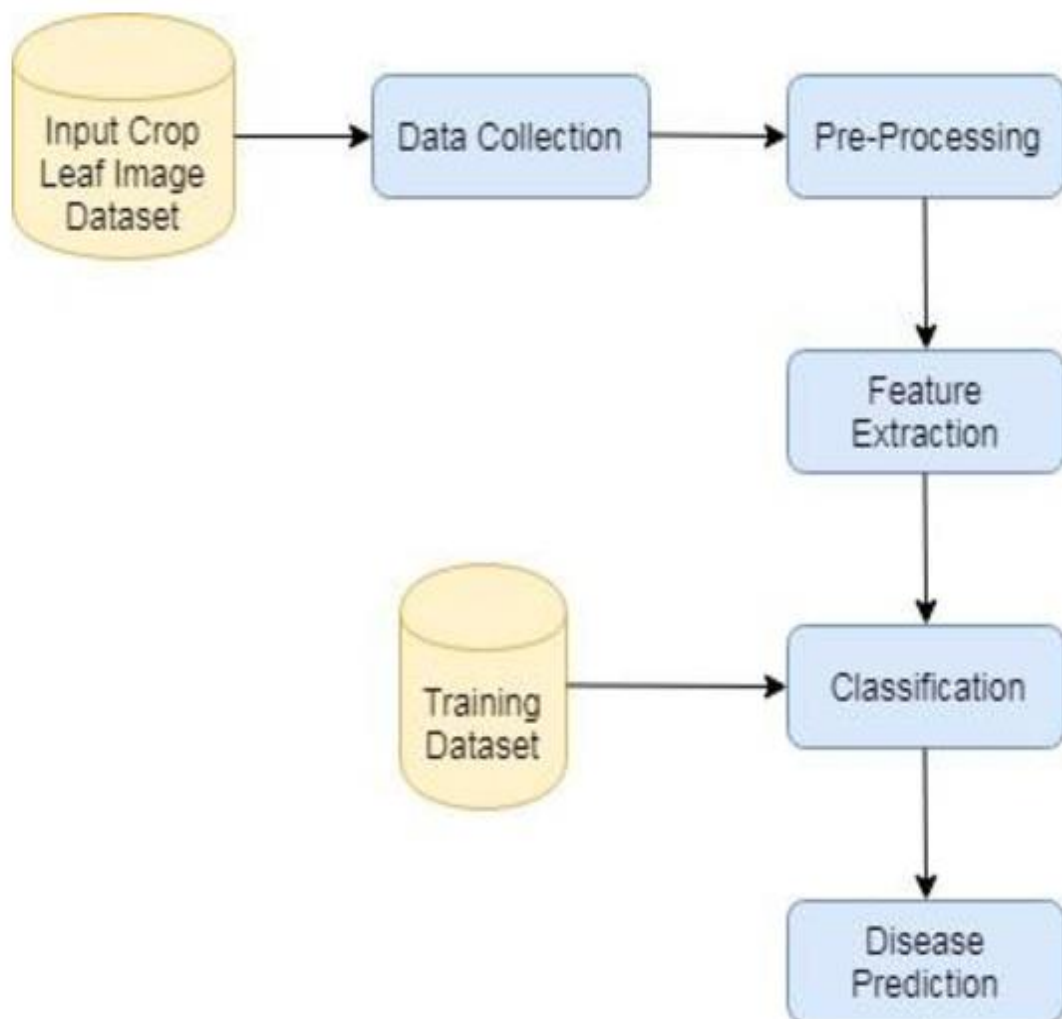 Input Crop
Leaf Image
Dataset
Data Collection
Pre-Processing
Feature
Extraction
Training
Dataset
Classification
Disease
Prediction